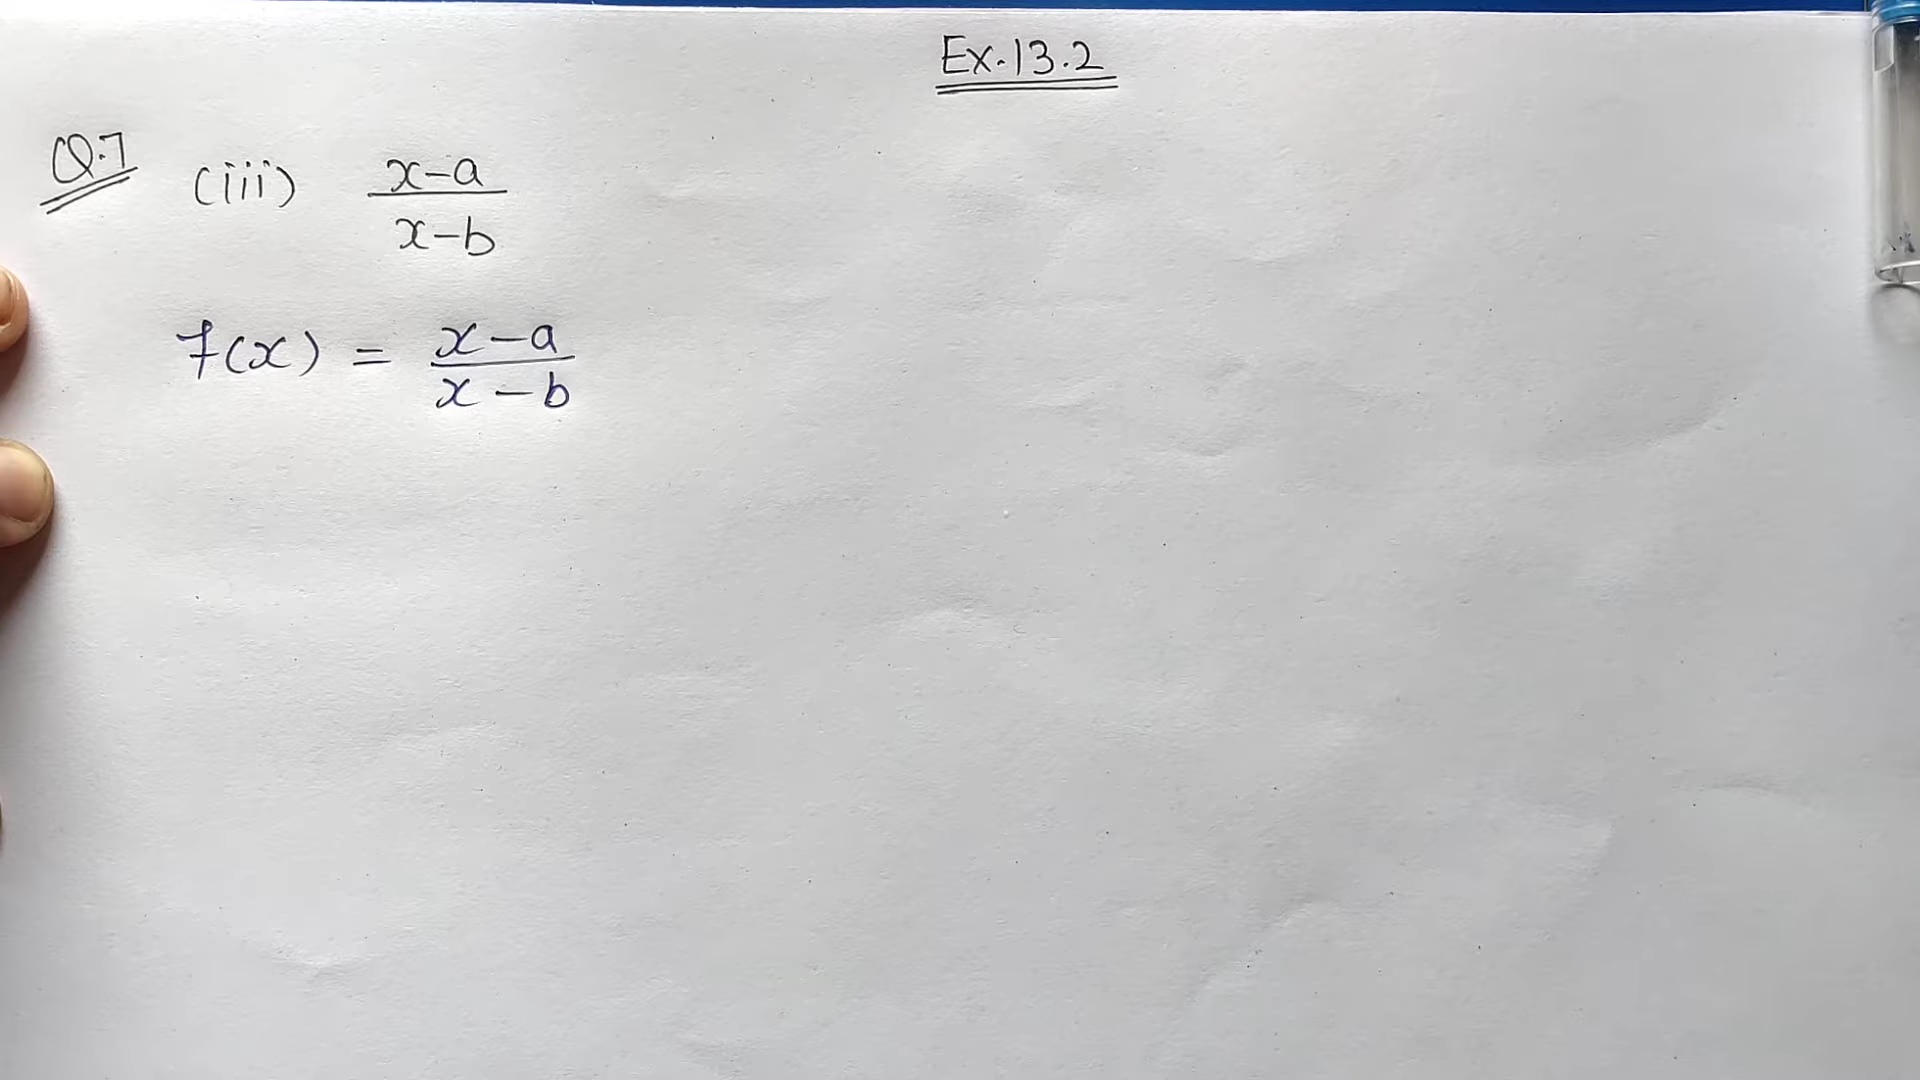 Ex.13.2
Q.7 (iii) x-a / x-b
f(x) = x-a / x-b